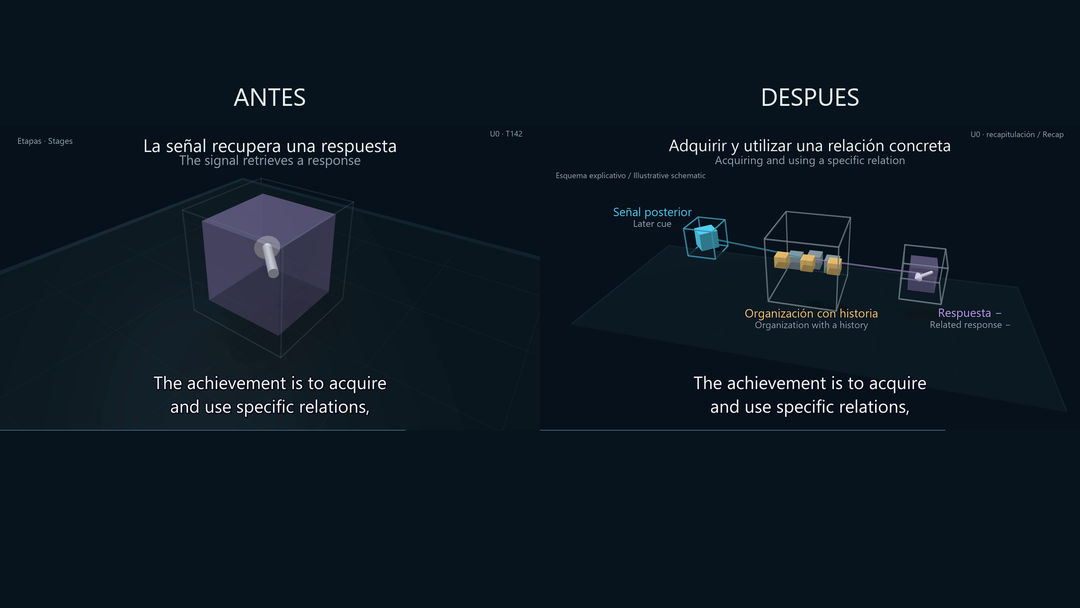 ANTES
Etapas · Stages
U0 · T142
La señal recupera una respuesta
The signal retrieves a response
The achievement is to acquire
and use specific relations,
DESPUES
U0 · recapitulación / Recap
Adquirir y utilizar una relación concreta
Acquiring and using a specific relation
Esquema explicativo / Illustrative schematic
Señal posterior
Later cue
Organización con historia
Organization with a history
Respuesta –
Related response –
The achievement is to acquire
and use specific relations,